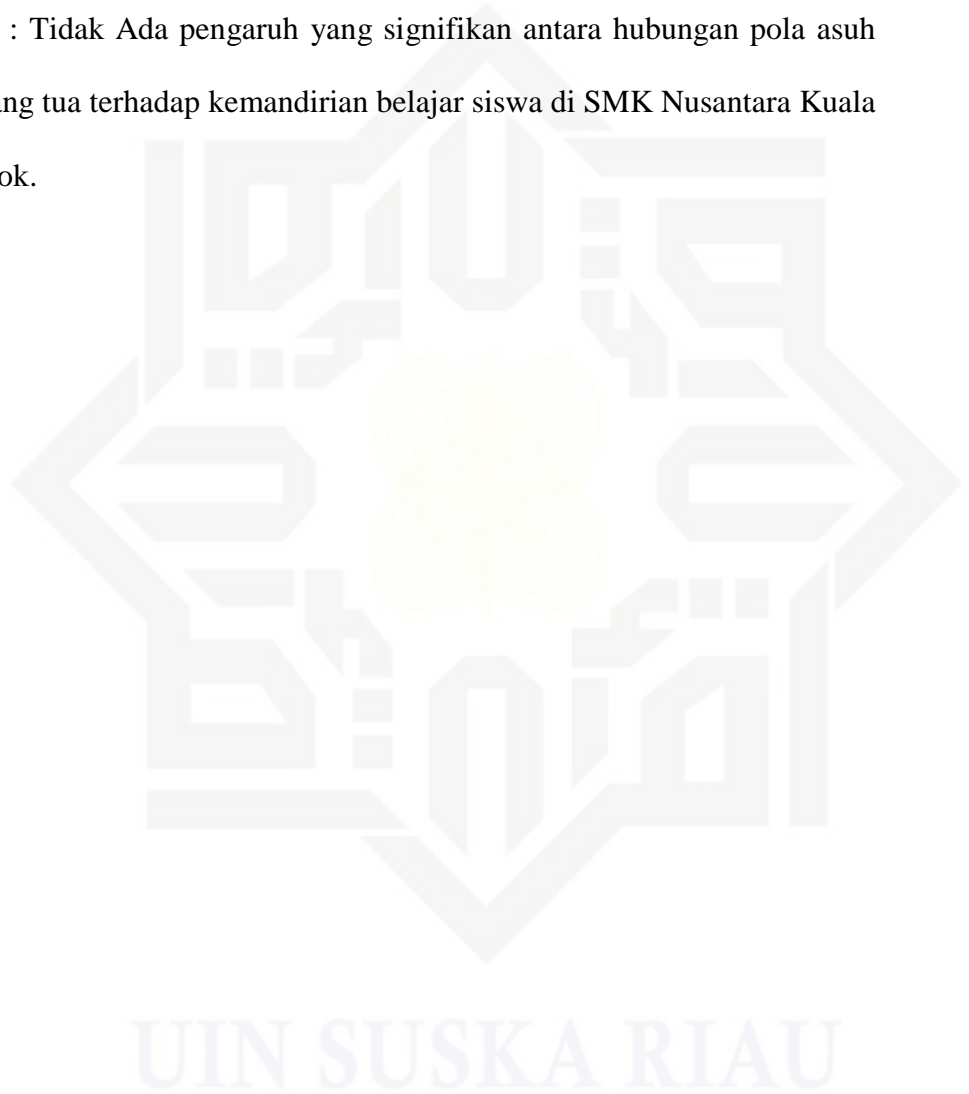 : Tidak Ada pengaruh yang signifikan antara hubungan pola asuh
ang tua terhadap kemandirian belajar siswa di SMK Nusantara Kuala
ok.
UIN SUSKA RIAU